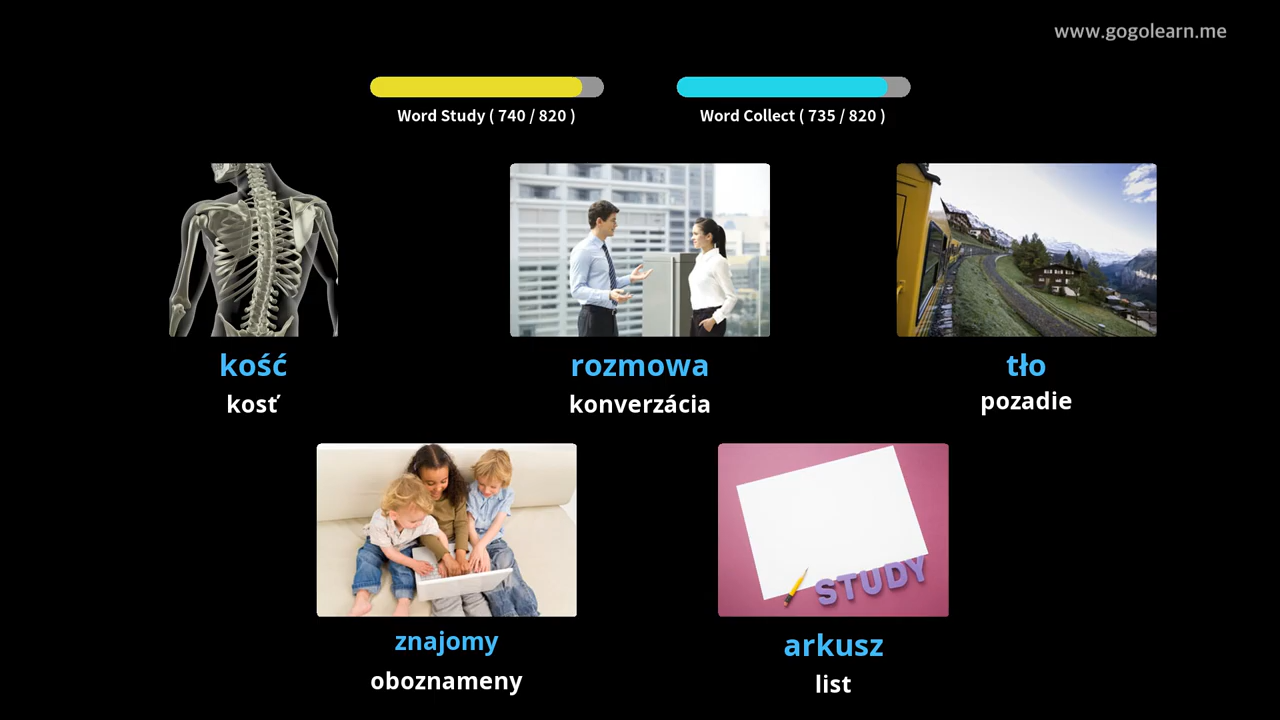 www.gogolearn.me
Word Study ( 740 / 820 )
Word Collect ( 735 / 820 )
kość
rozmowa
tło
kosť
konverzácia
pozadie
STUDY
znajomy
arkusz
oboznameny
list